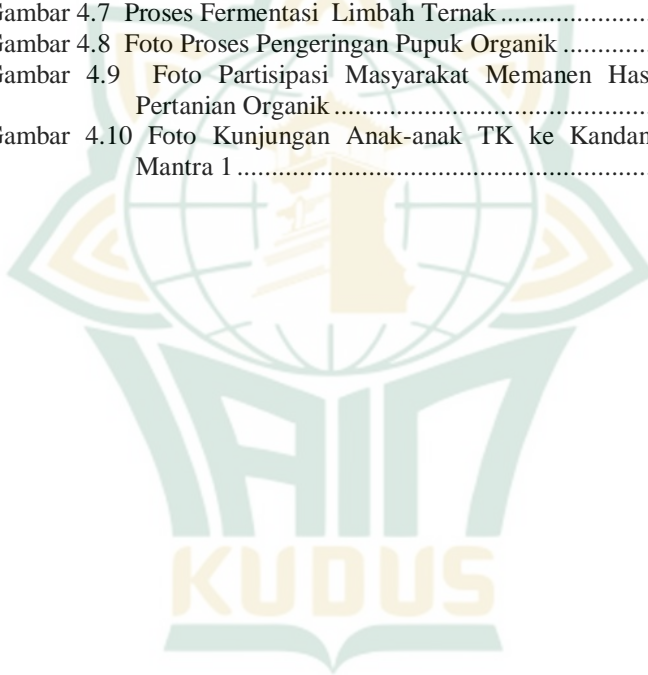 Gambar 4.7 Proses Fermentasi Limbah Ternak ........................
Gambar 4.8 Foto Proses Pengeringan Pupuk Organik ..............
Gambar 4.9 Foto Partisipasi Masyarakat Memanen Has
Pertanian Organik ......................................................
Gambar 4.10 Foto Kunjungan Anak-anak TK ke Kandan
Mantra 1 .......................................................................
IAIN
KUDUS